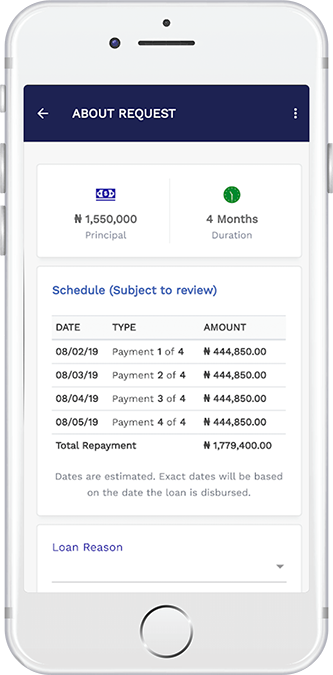 ABOUT REQUEST
₦ 1,550,000
Principal
4 Months
Duration
Schedule (Subject to review)
DATE TYPE AMOUNT
08/02/19 Payment 1 of 4 ₦ 444,850.00
08/03/19 Payment 2 of 4 ₦ 444,850.00
08/04/19 Payment 3 of 4 ₦ 444,850.00
08/05/19 Payment 4 of 4 ₦ 444,850.00
Total Repayment ₦ 1,779,400.00
Dates are estimated. Exact dates will be based
on the date the loan is disbursed.
Loan Reason